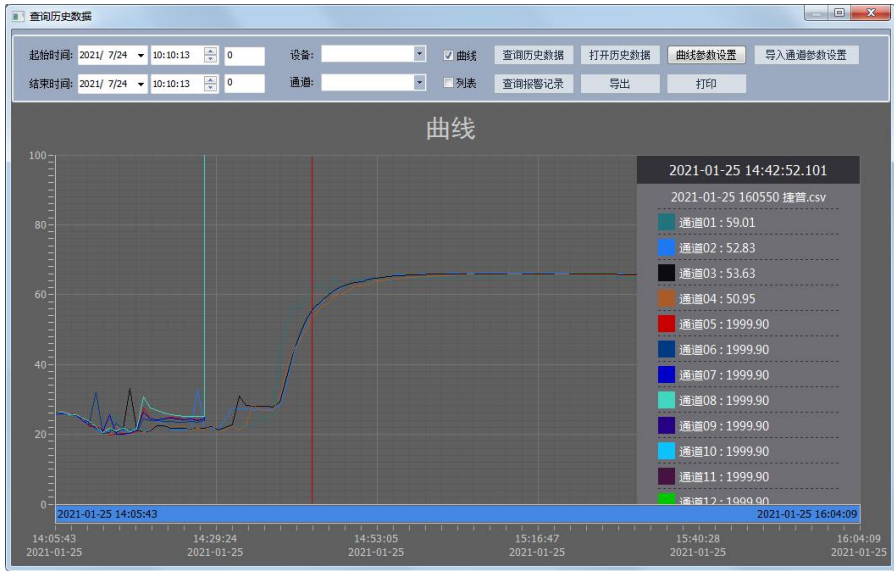 查询历史数据
起始时间: 2021/ 7/24 10:10:13 0 设备: 曲线 查询历史数据 打开历史数据 曲线参数设置 导入通道参数设置
结束时间: 2021/ 7/24 10:10:13 0 通道: 列表 查询报警记录 导出 打印
曲线
100
80
60
40
20
0
2021-01-25 14:42:52.101
2021-01-25 160550 捷普.csv
通道01 : 59.01
通道02 : 52.83
通道03 : 53.63
通道04 : 50.95
通道05 : 1999.90
通道06 : 1999.90
通道07 : 1999.90
通道08 : 1999.90
通道09 : 1999.90
通道10 : 1999.90
通道11 : 1999.90
通道12 : 1999.90
2021-01-25 14:05:43 2021-01-25 16:04:09
14:05:43 14:29:24 14:53:05 15:16:47 15:40:28 16:04:09
2021-01-25 2021-01-25 2021-01-25 2021-01-25 2021-01-25 2021-01-25